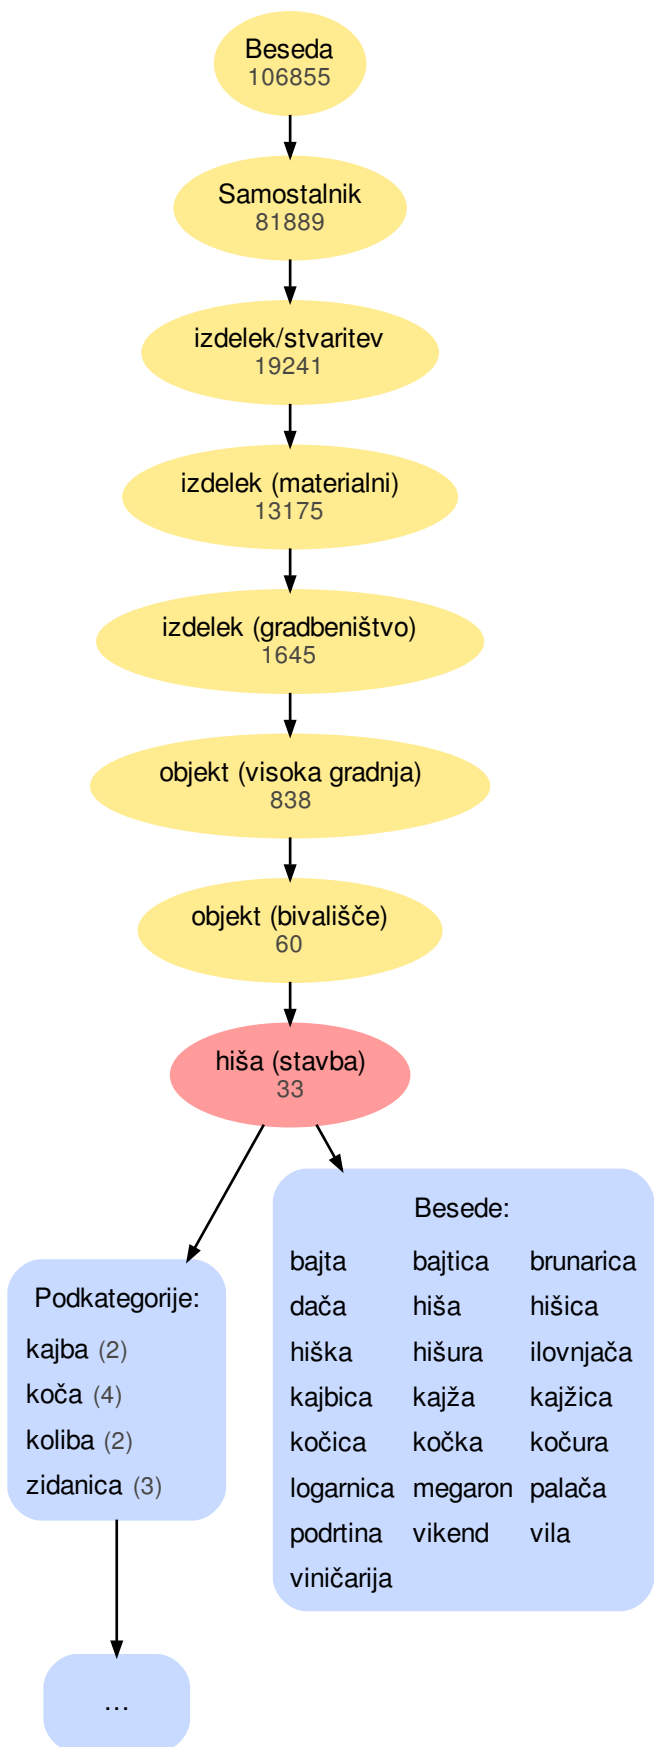 Beseda
106855
Samostalnik
81889
izdelek/stvaritev
19241
izdelek (materialni)
13175
izdelek (gradbeništvo)
1645
objekt (visoka gradnja)
838
objekt (bivališče)
60
hiša (stavba)
33
Podkategorije:
kajba (2)
koča (4)
koliba (2)
zidanica (3)
...
Besede:
bajta bajtica brunarica
dača hiša hišica
hiška hišura ilovnjača
kajbica kajža kajžica
kočica kočka kočura
logarnica megaron palača
podrtina vikend vila
viničarija